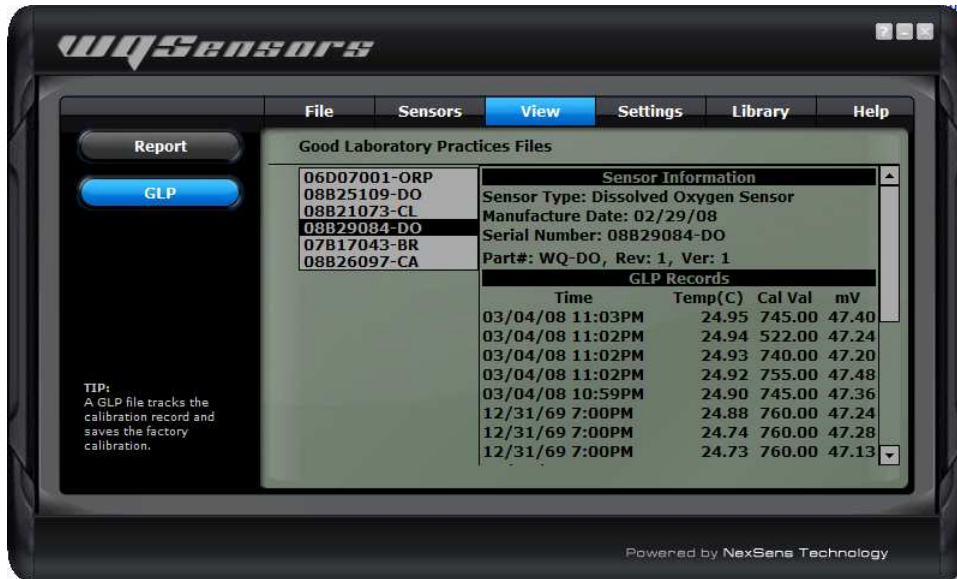 WQSensors
? - X
File Sensors View Settings Library Help
Report
GLP
Good Laboratory Practices Files
06D07001-ORP
08B25109-DO
08B21073-CL
08B29084-DO
07B17043-BR
08B26097-CA
Sensor Information
Sensor Type: Dissolved Oxygen Sensor
Manufacture Date: 02/29/08
Serial Number: 08B29084-DO
Part#: WQ-DO, Rev: 1, Ver: 1
GLP Records
Time Temp(C) Cal Val mV
03/04/08 11:03PM 24.95 745.00 47.40
03/04/08 11:02PM 24.94 522.00 47.24
03/04/08 11:02PM 24.93 740.00 47.20
03/04/08 11:02PM 24.92 755.00 47.48
03/04/08 10:59PM 24.90 745.00 47.36
12/31/69 7:00PM 24.88 760.00 47.24
12/31/69 7:00PM 24.74 760.00 47.28
12/31/69 7:00PM 24.73 760.00 47.13
TIP:
A GLP file tracks the
calibration record and
saves the factory
calibration.
Powered by NexSens Technology